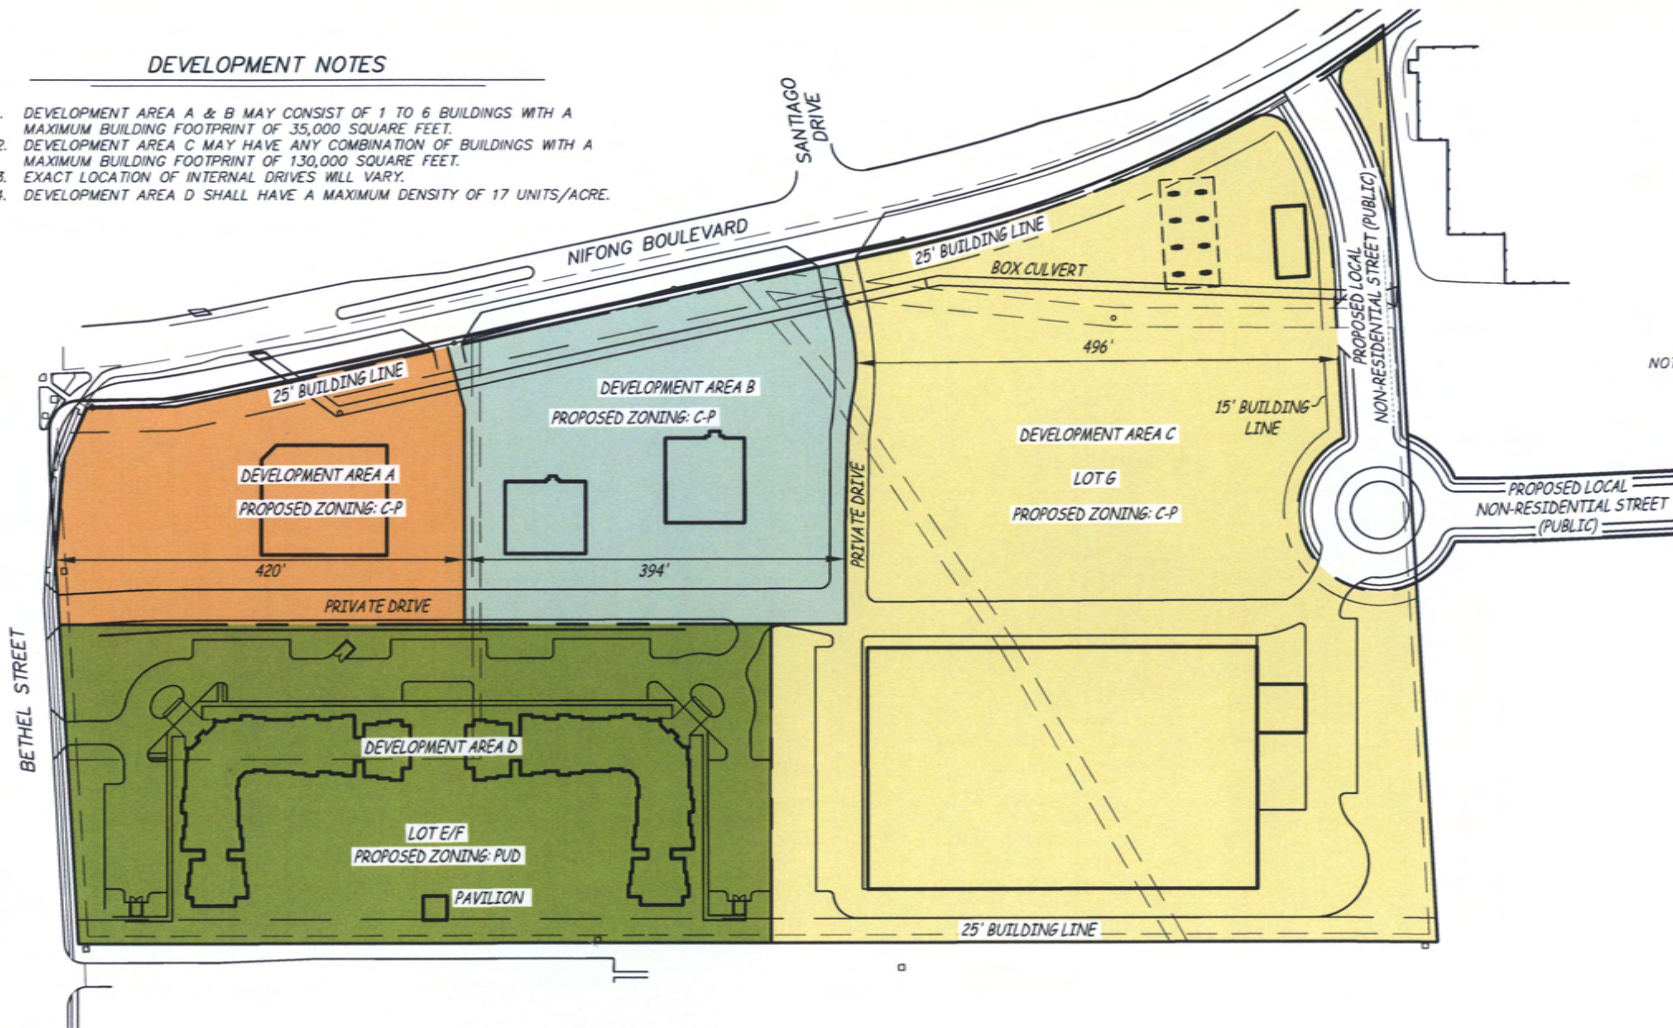 DEVELOPMENT NOTES
. DEVELOPMENT AREA A & B MAY CONSIST OF 1 TO 6 BUILDINGS WITH A
MAXIMUM BUILDING FOOTPRINT OF 35,000 SQUARE FEET.
2. DEVELOPMENT AREA C MAY HAVE ANY COMBINATION OF BUILDINGS WITH A
MAXIMUM BUILDING FOOTPRINT OF 130,000 SQUARE FEET.
3. EXACT LOCATION OF INTERNAL DRIVES WILL VARY.
4. DEVELOPMENT AREA D SHALL HAVE A MAXIMUM DENSITY OF 17 UNITS/ACRE.
SANTIAGO
DRIVE
NIFONG BOULEVARD
25' BUILDING LINE
BOX CULVERT
PROPOSED LOCAL
NON-RESIDENTIAL STREET (PUBLIC)
NOT
496'
25' BUILDING LINE
DEVELOPMENT AREA B
PROPOSED ZONING: C-P
15' BUILDING
LINE
DEVELOPMENT AREA C
LOT G
PROPOSED ZONING: C-P
DEVELOPMENT AREA A
PROPOSED ZONING: C-P
PRIVATE DRIVE
PROPOSED LOCAL
NON-RESIDENTIAL STREET
(PUBLIC)
420'
394'
PRIVATE DRIVE
BETHEL STREET
DEVELOPMENT AREA D
LOT E/F
PROPOSED ZONING: PUD
PAVILION
25' BUILDING LINE